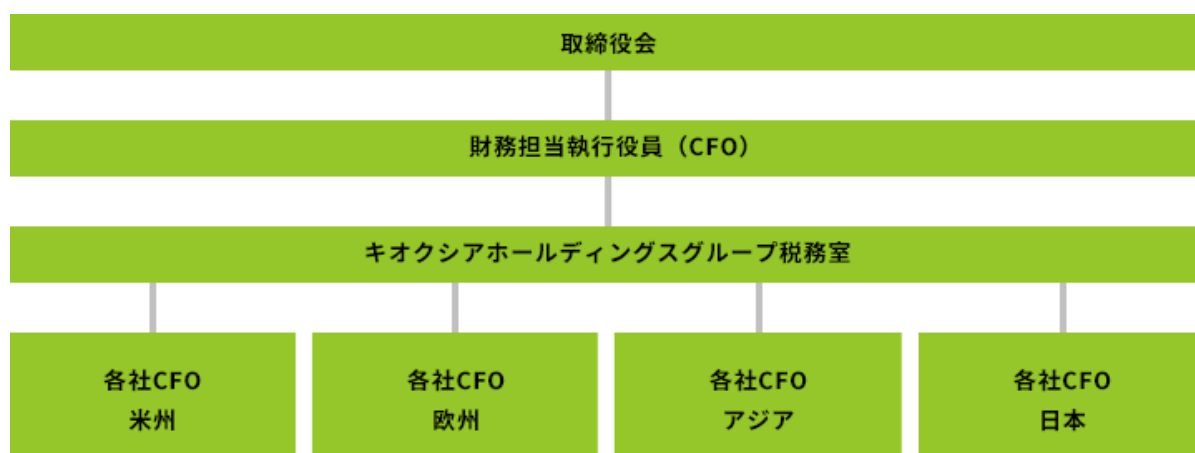 取締役会
財務担当執行役員（CFO）
キオクシアホールディングスグループ税務室
各社CFO
米州
各社CFO
欧州
各社CFO
アジア
各社CFO
日本